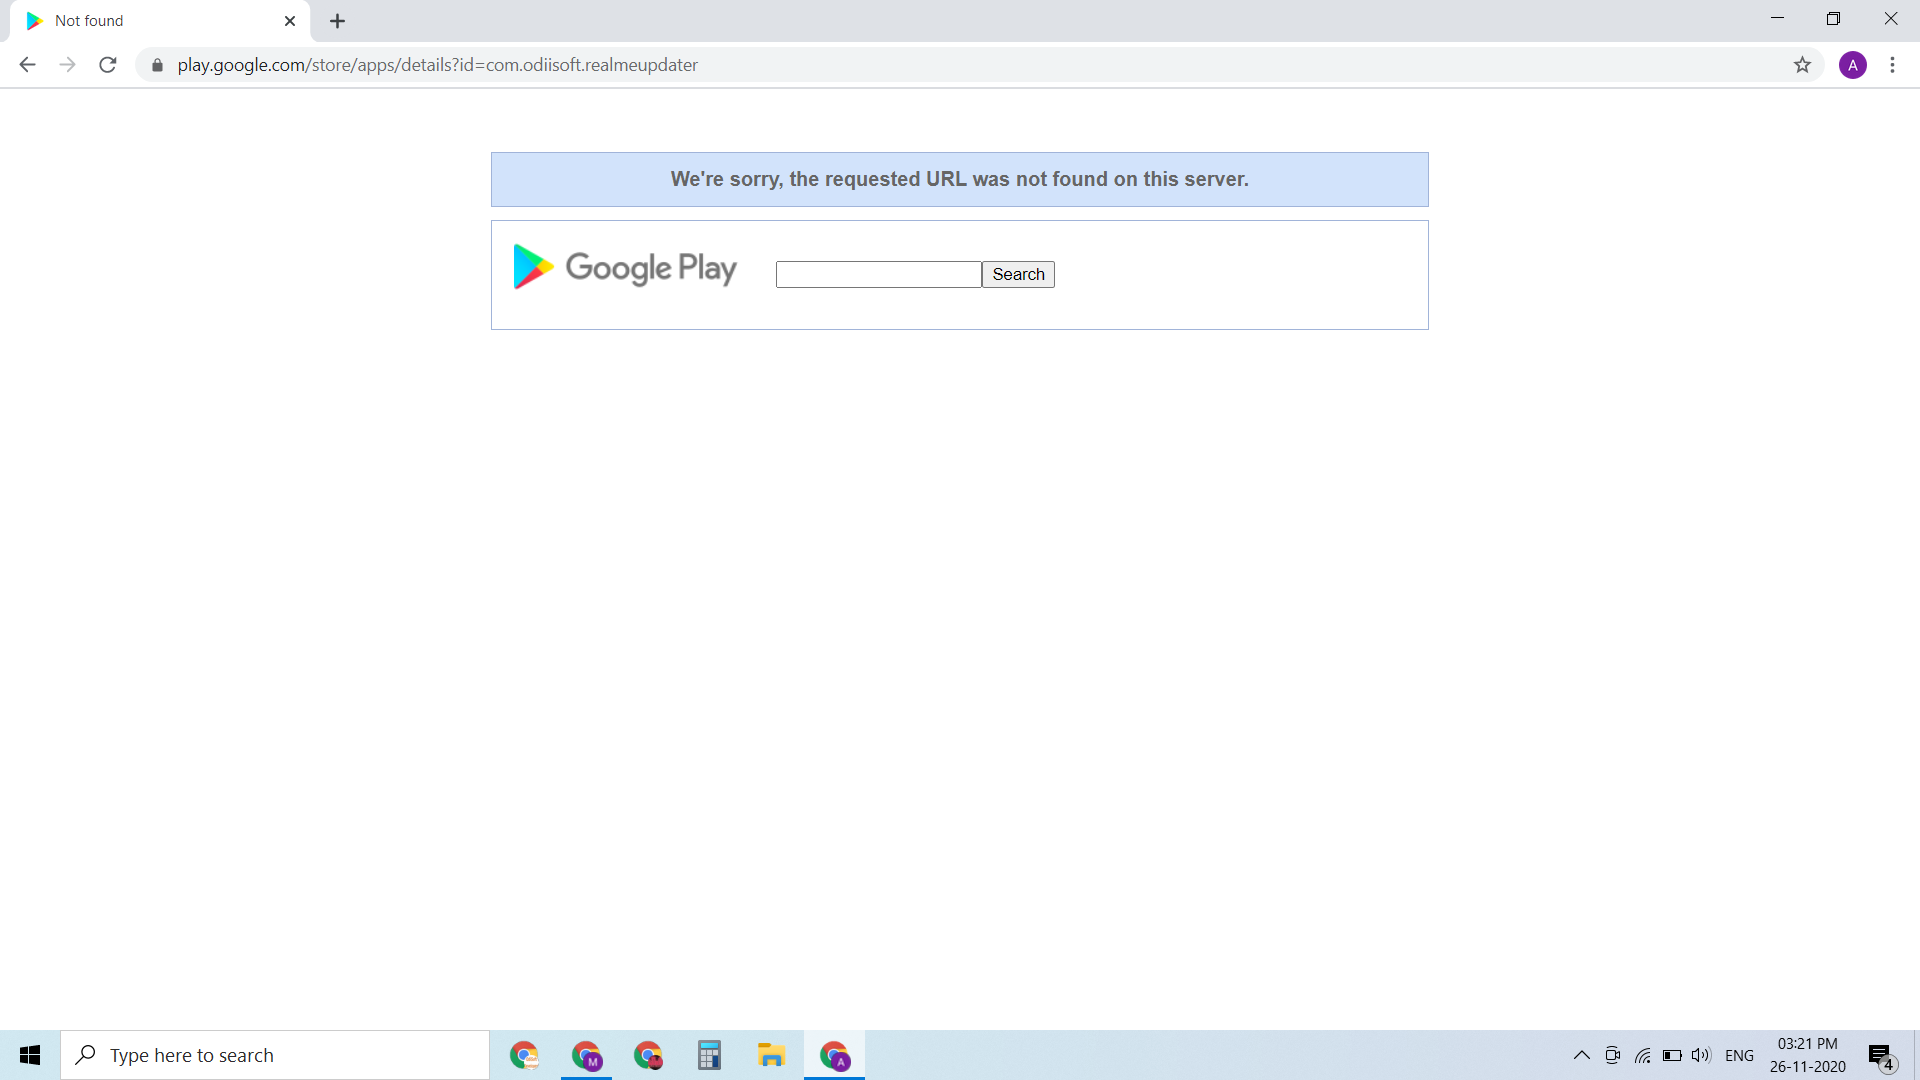 Not found
play.google.com/store/apps/details?id=com.odiisoft.realmeupdater
A
We're sorry, the requested URL was not found on this server.
Google Play
Search
Type here to search
M
A
ENG
03:21 PM
26-11-2020
4